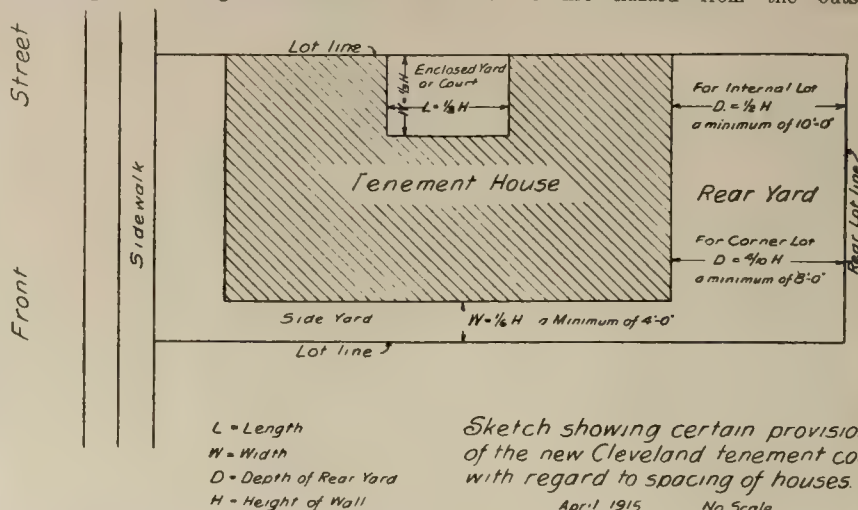 from the outs
Street
Lot line
Enclosed Yard
or Court
W = ⅓ H
L = ½ H
For Internal Lot
D = ½ H
a minimum of 10'-0"
Tenement House
Rear Yard
Rear Lot line
Sidewalk
For Corner Lot
D = 4/10 H
a minimum of 8'-0"
Front
Side Yard
W = ⅙ H a Minimum of 4'-0"
Lot line
L = Length
W = Width
D = Depth of Rear Yard
H = Height of Wall
Sketch showing certain provisio
of the new Cleveland tenement co
with regard to spacing of houses.
April 1915 No Scale